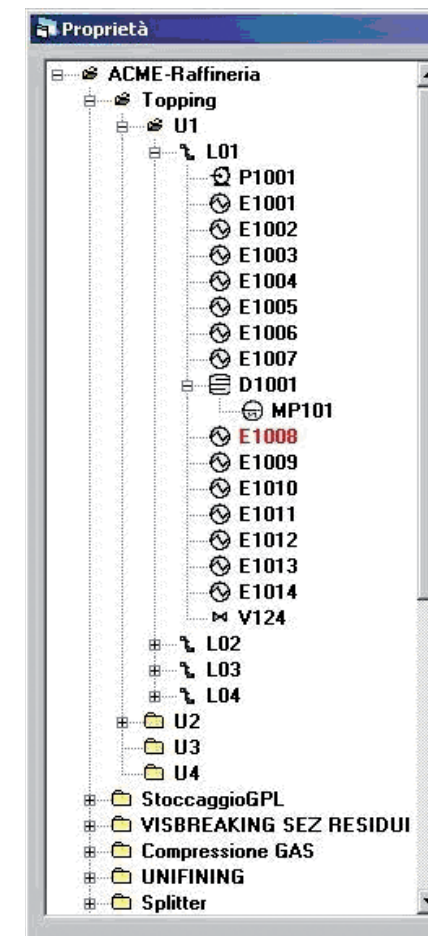 Proprietà
ACME-Raffineria
Topping
U1
L01
P1001
E1001
E1002
E1003
E1004
E1005
E1006
E1007
D1001
MP101
E1008
E1009
E1010
E1011
E1012
E1013
E1014
V124
L02
L03
L04
U2
U3
U4
StoccaggioGPL
VISBREAKING SEZ RESIDUI
Compressione GAS
UNIFINING
Splitter